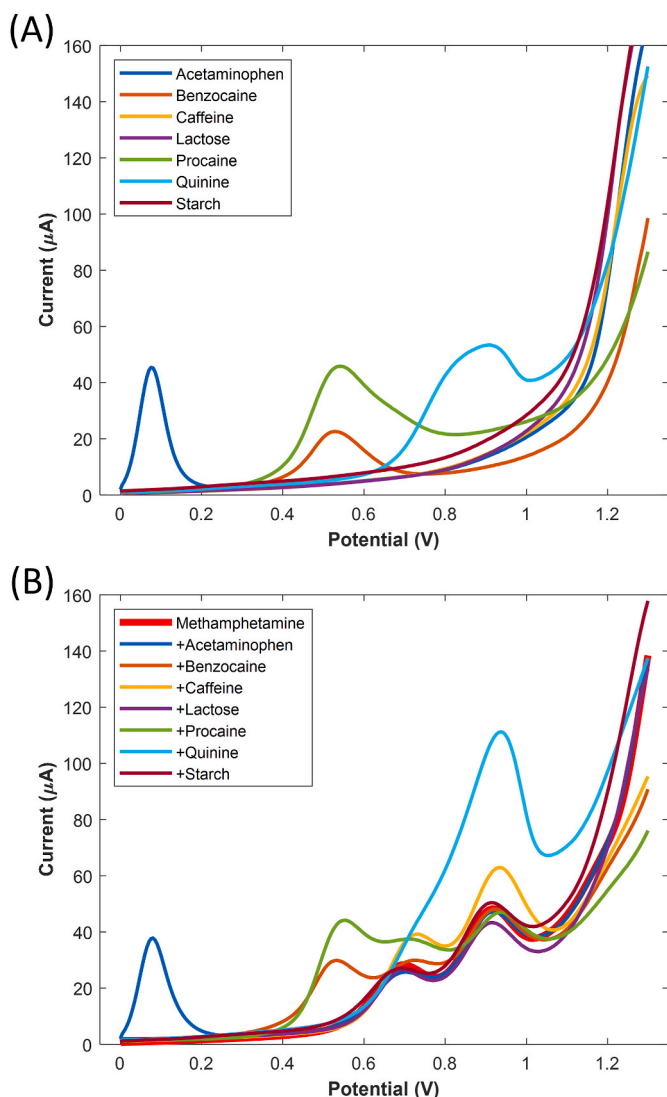 (A)
160
140
120
100
80
60
40
20
0
Current (μA)
Acetaminophen
Benzocaine
Caffeine
Lactose
Procaine
Quinine
Starch
0 0.2 0.4 0.6 0.8 1 1.2
Potential (V)
(B)
160
140
120
100
80
60
40
20
0
Current (μA)
Methamphetamine
+Acetaminophen
+Benzocaine
+Caffeine
+Lactose
+Procaine
+Quinine
+Starch
0 0.2 0.4 0.6 0.8 1 1.2
Potential (V)